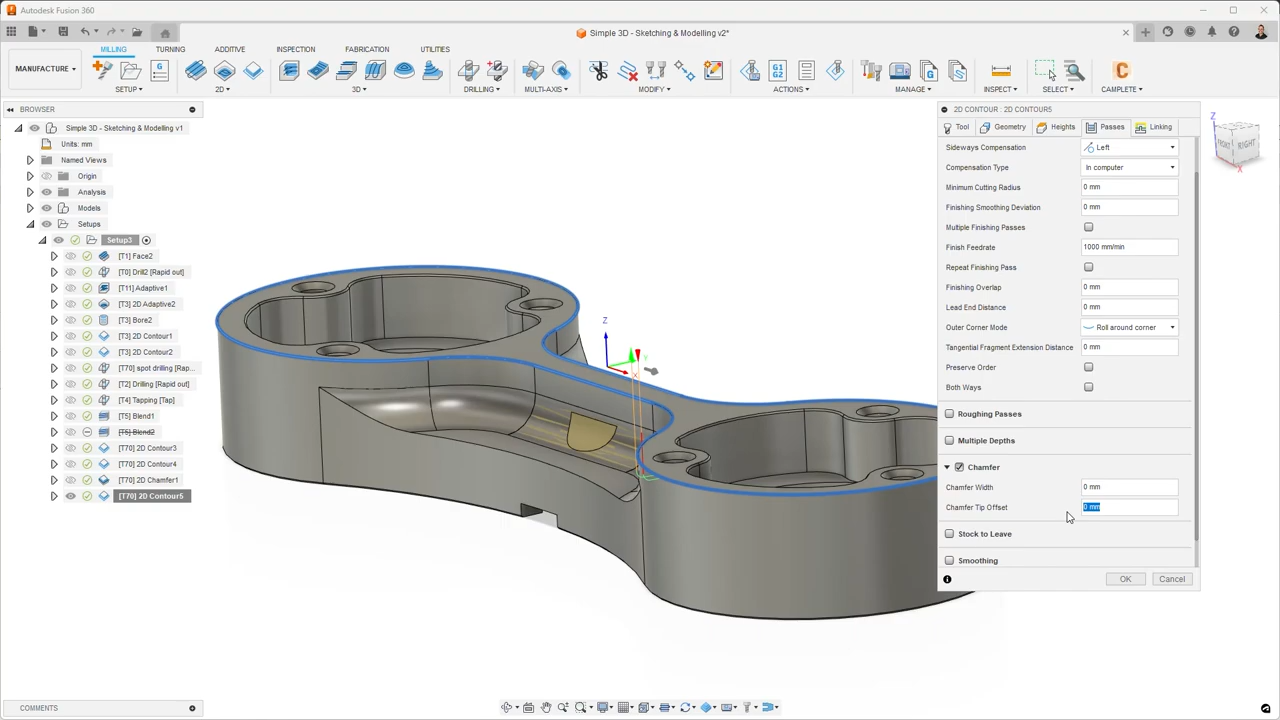 Autodesk Fusion 360
Simple 3D - Sketching & Modelling v2*
MILLING TURNING ADDITIVE INSPECTION FABRICATION UTILITIES
MANUFACTURE
SETUP 2D 3D DRILLING MULTI-AXIS MODIFY ACTIONS MANAGE INSPECT SELECT CAMPLETE
BROWSER
Simple 3D - Sketching & Modelling v1
Units: mm
Named Views
Origin
Analysis
Models
Setups
Setup3
[T1] Face2
[T0] Drill2 [Rapid out]
[T11] Adaptive1
[T3] 2D Adaptive2
[T3] Bore2
[T3] 2D Contour1
[T3] 2D Contour2
[T70] spot drilling [Rap...
[T2] Drilling [Rapid out]
[T4] Tapping [Tap]
[T5] Blend1
[T5] Blend2
[T70] 2D Contour3
[T70] 2D Contour4
[T70] 2D Chamfer1
[T70] 2D Contour5
Z
Y
X
2D CONTOUR : 2D CONTOUR5
Tool Geometry Heights Passes Linking
Sideways Compensation Left
Compensation Type In computer
Minimum Cutting Radius 0 mm
Finishing Smoothing Deviation 0 mm
Multiple Finishing Passes
Finish Feedrate 1000 mm/min
Repeat Finishing Pass
Finishing Overlap 0 mm
Lead End Distance 0 mm
Outer Corner Mode Roll around corner
Tangential Fragment Extension Distance 0 mm
Preserve Order
Both Ways
Roughing Passes
Multiple Depths
Chamfer
Chamfer Width 0 mm
Chamfer Tip Offset 0 mm
Stock to Leave
Smoothing
OK Cancel
Z
FRONT RIGHT
X
COMMENTS